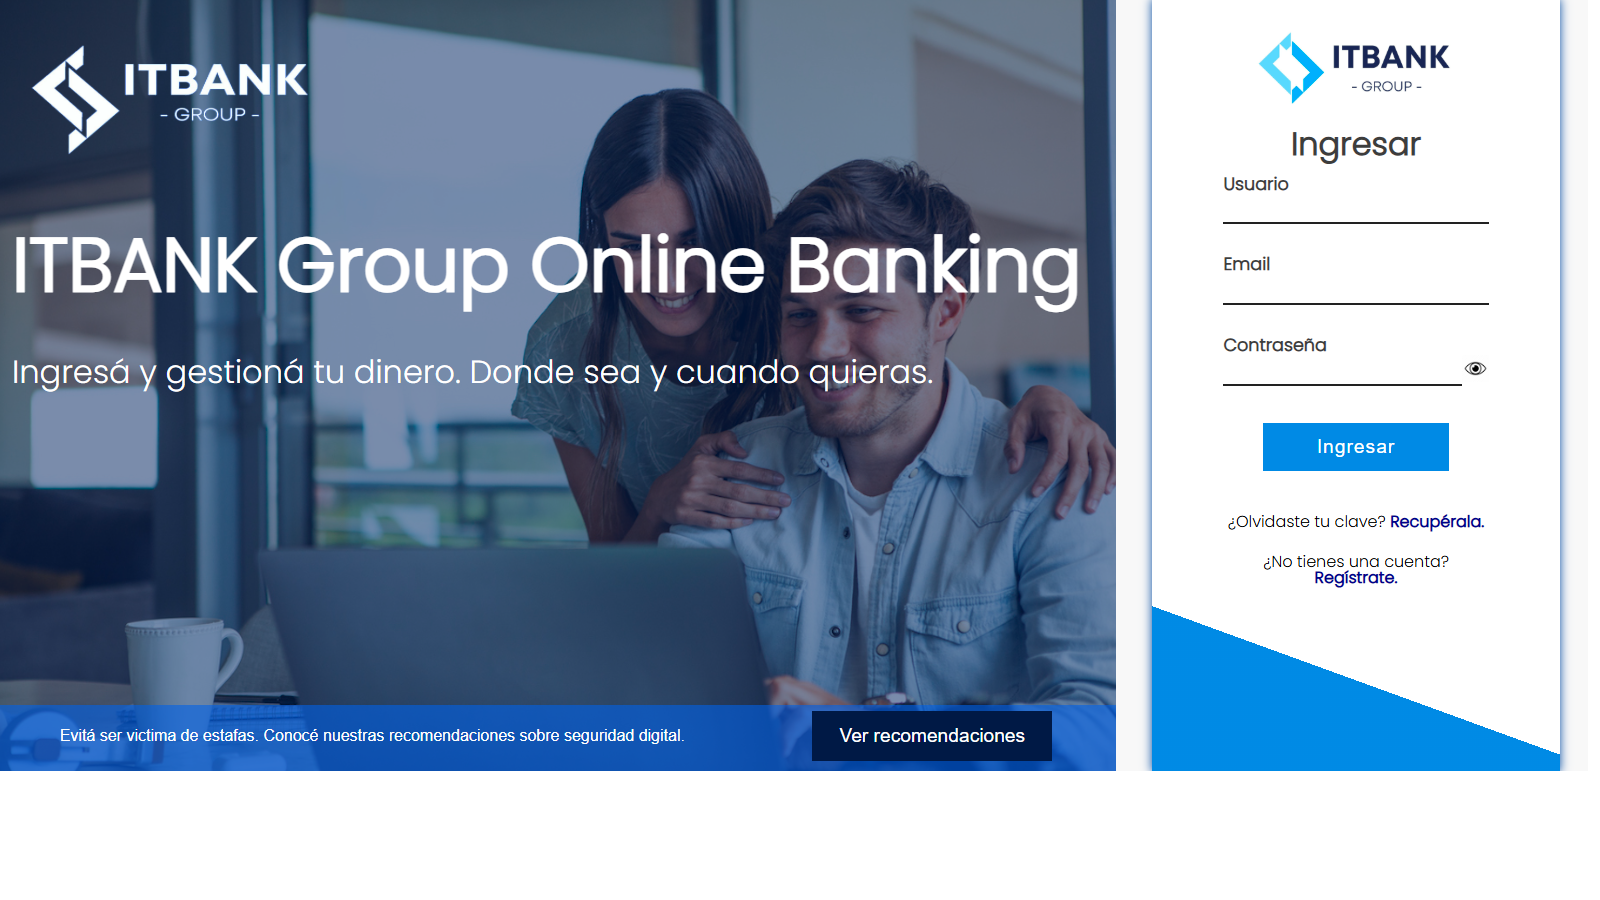 ITBANK
- GROUP -
ITBANK Group Online Banking
Ingresá y gestioná tu dinero. Donde sea y cuando quieras.
Evitá ser victima de estafas. Conocé nuestras recomendaciones sobre seguridad digital.
Ver recomendaciones
ITBANK
- GROUP -
Ingresar
Usuario
Email
Contraseña
Ingresar
¿Olvidaste tu clave? Recupérala.
¿No tienes una cuenta?
Regístrate.